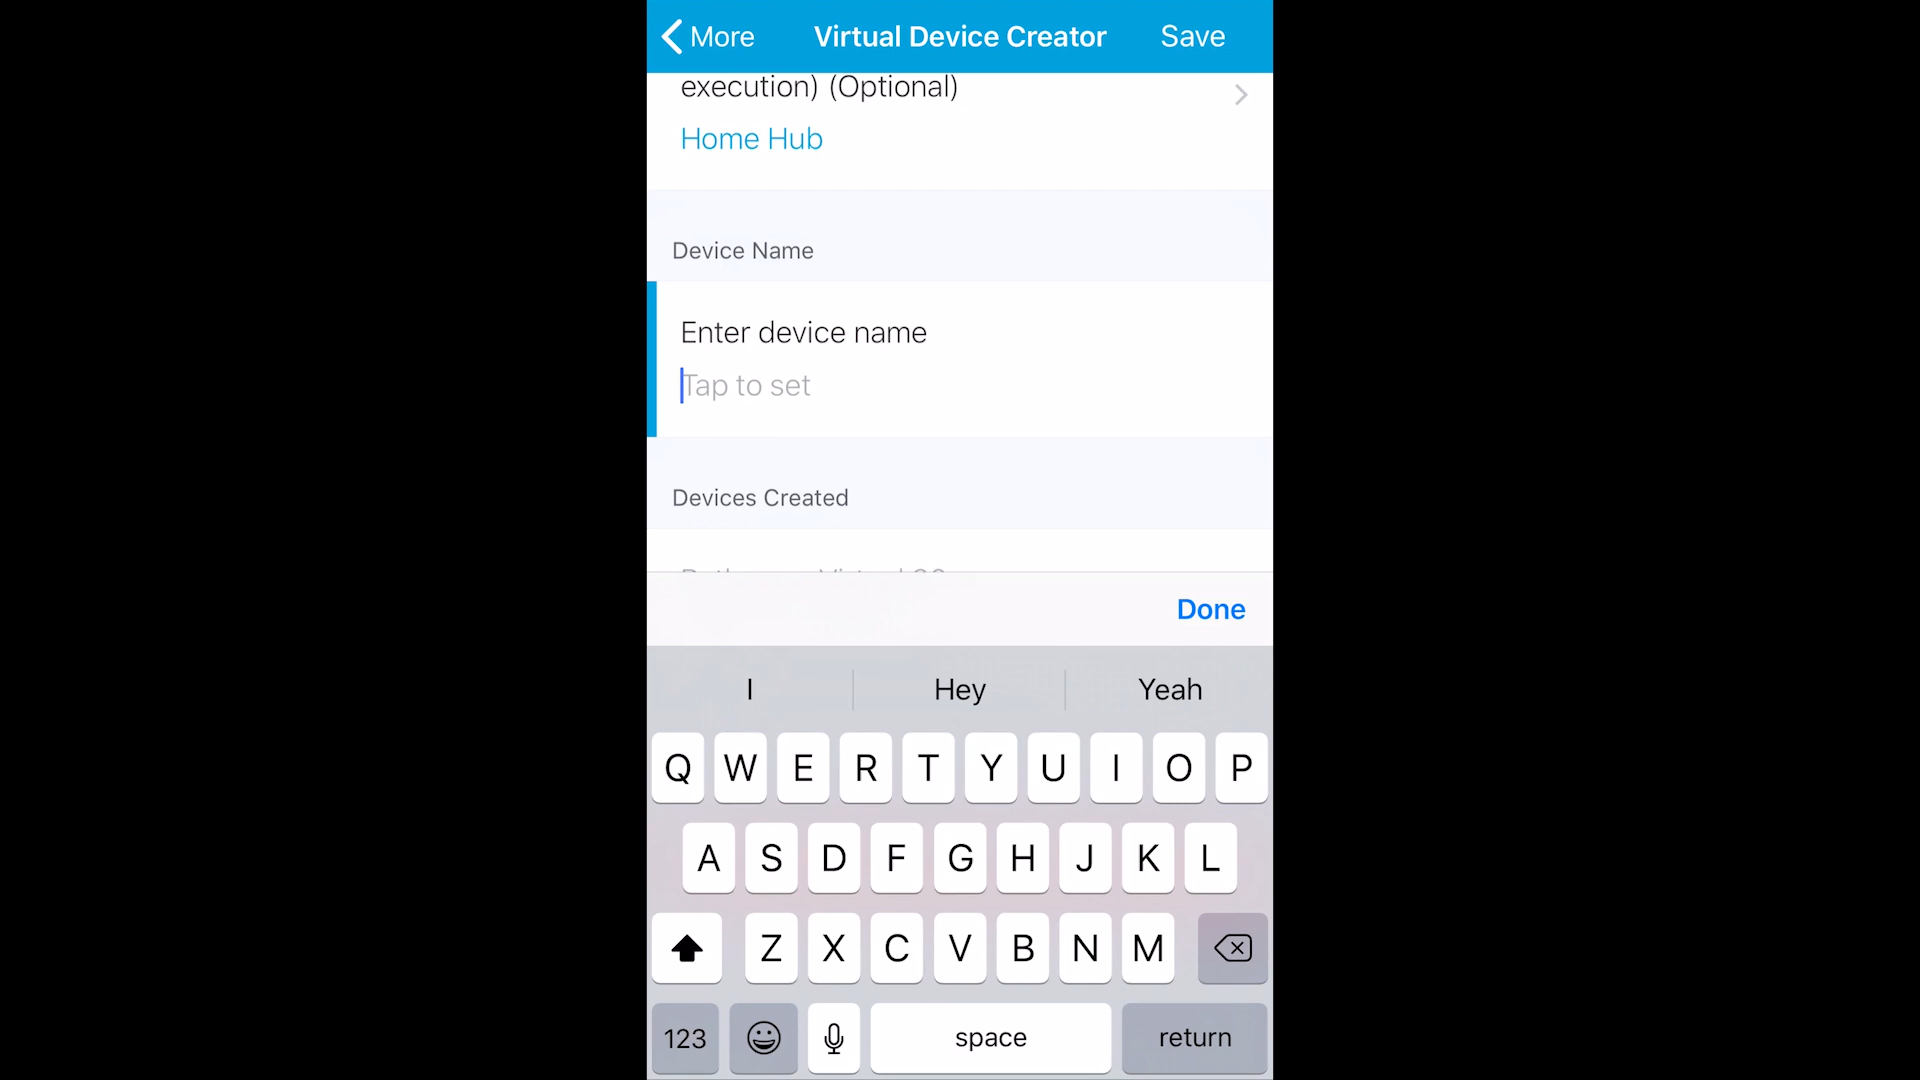 More
Virtual Device Creator
Save
execution) (Optional)
Home Hub
Device Name
Enter device name
Tap to set
Devices Created
Done
I
Hey
Yeah
Q W E R T Y U I O P
A S D F G H J K L
Z X C V B N M
123
space
return